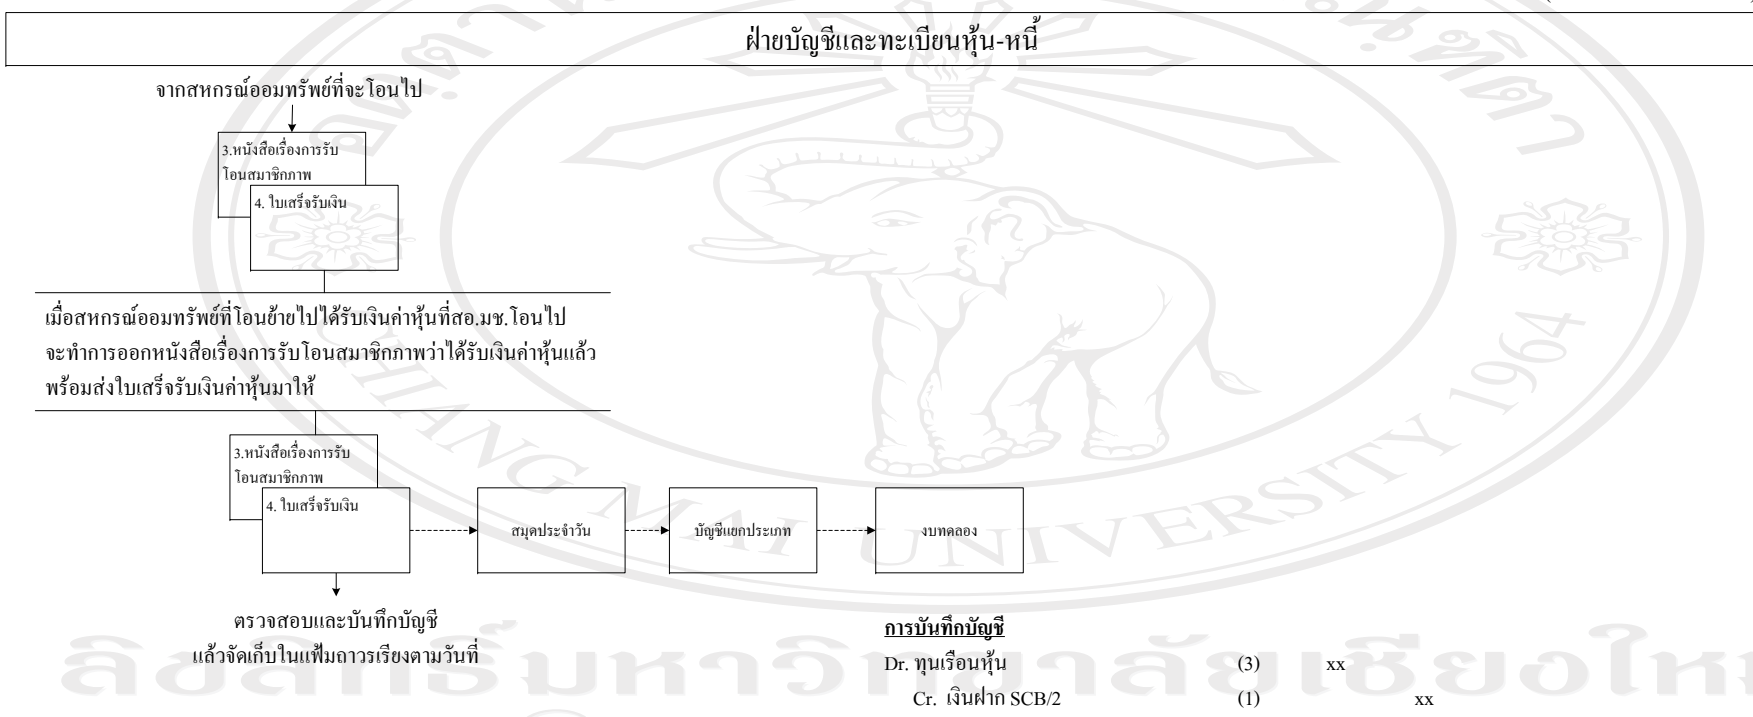 ฝ่ายบัญชีและทะเบียนหุ้น-หนี้
จากสหกรณ์ออมทรัพย์ที่จะโอนไป
3.หนังสือเรื่องการรับ
โอนสมาชิกภาพ
4. ใบเสร็จรับเงิน
เมื่อสหกรณ์ออมทรัพย์ที่โอนย้ายไปได้รับเงินค่าหุ้นที่สอ.มช.โอนไป
จะทำการออกหนังสือเรื่องการรับโอนสมาชิกภาพว่าได้รับเงินค่าหุ้นแล้ว
พร้อมส่งใบเสร็จรับเงินค่าหุ้นมาให้
3.หนังสือเรื่องการรับ
โอนสมาชิกภาพ
4. ใบเสร็จรับเงิน
สมุดประจำวัน
บัญชีแยกประเภท
งบทดลอง
ตรวจสอบและบันทึกบัญชี
แล้วจัดเก็บในแฟ้มถาวรเรียงตามวันที่
การบันทึกบัญชี
Dr. ทุนเรือนหุ้น (3) xx
Cr. เงินฝาก SCB/2 (1) xx
CHIANG MAI UNIVERSITY 1964